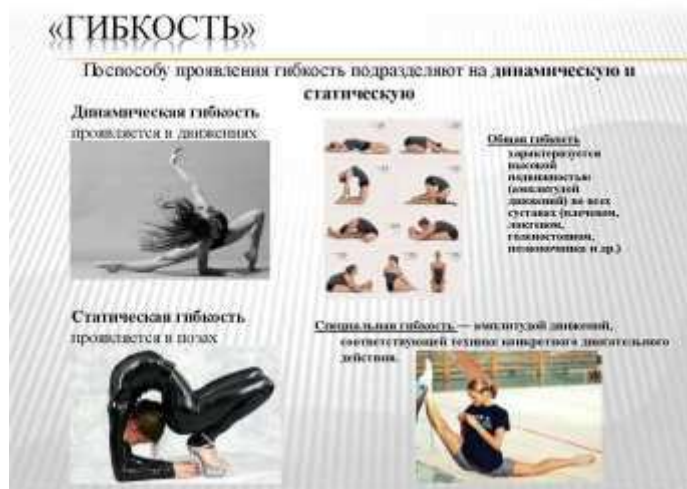 «ГИБКОСТЬ»
По способу проявления гибкость подразделяют на динамическую и
статическую
Динамическая гибкость
проявляется в движениях
Общая гибкость
характеризуется
высокой
подвижностью
(амплитудой
движений) во всех
суставах (плечевом,
локтевом,
голеностопном,
позвоночника и др.)
Статическая гибкость
проявляется в позах
Специальная гибкость — амплитудой движений,
соответствующей технике конкретного двигательного
действия.